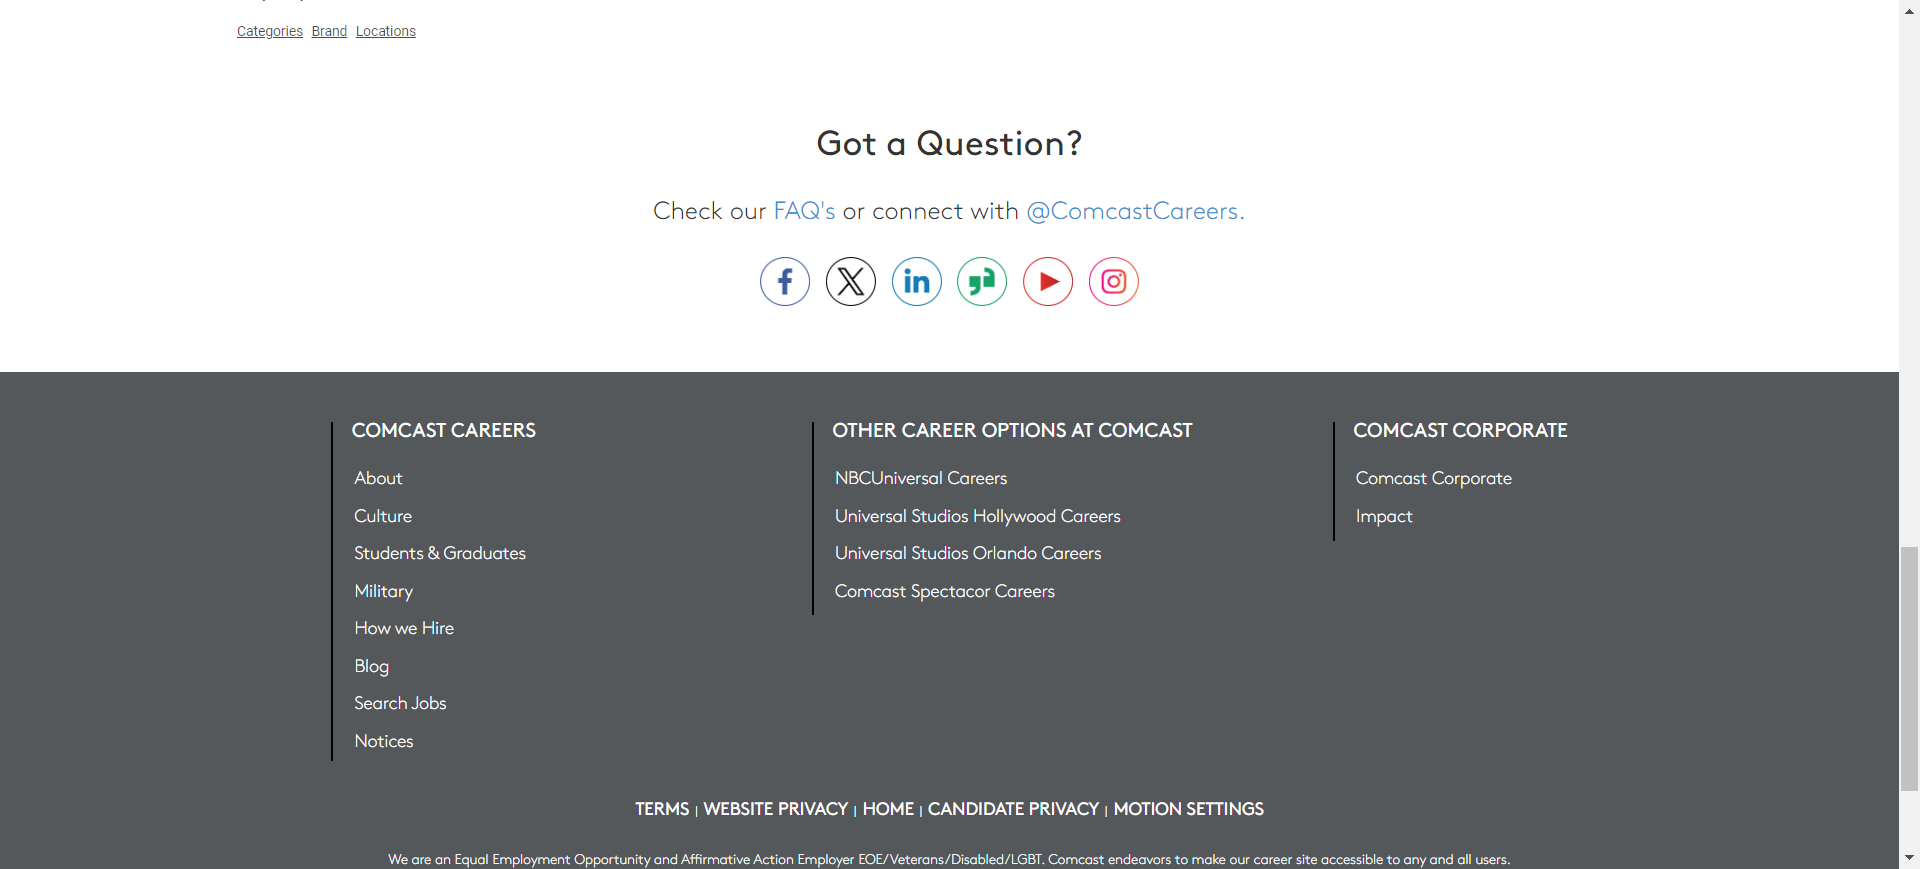 Categories Brand Locations
Got a Question?
Check our FAQ's or connect with @ComcastCareers.
COMCAST CAREERS
About
Culture
Students & Graduates
Military
How we Hire
Blog
Search Jobs
Notices
OTHER CAREER OPTIONS AT COMCAST
NBCUniversal Careers
Universal Studios Hollywood Careers
Universal Studios Orlando Careers
Comcast Spectacor Careers
COMCAST CORPORATE
Comcast Corporate
Impact
TERMS | WEBSITE PRIVACY | HOME | CANDIDATE PRIVACY | MOTION SETTINGS
We are an Equal Employment Opportunity and Affirmative Action Employer EOE/Veterans/Disabled/LGBT. Comcast endeavors to make our career site accessible to any and all users.